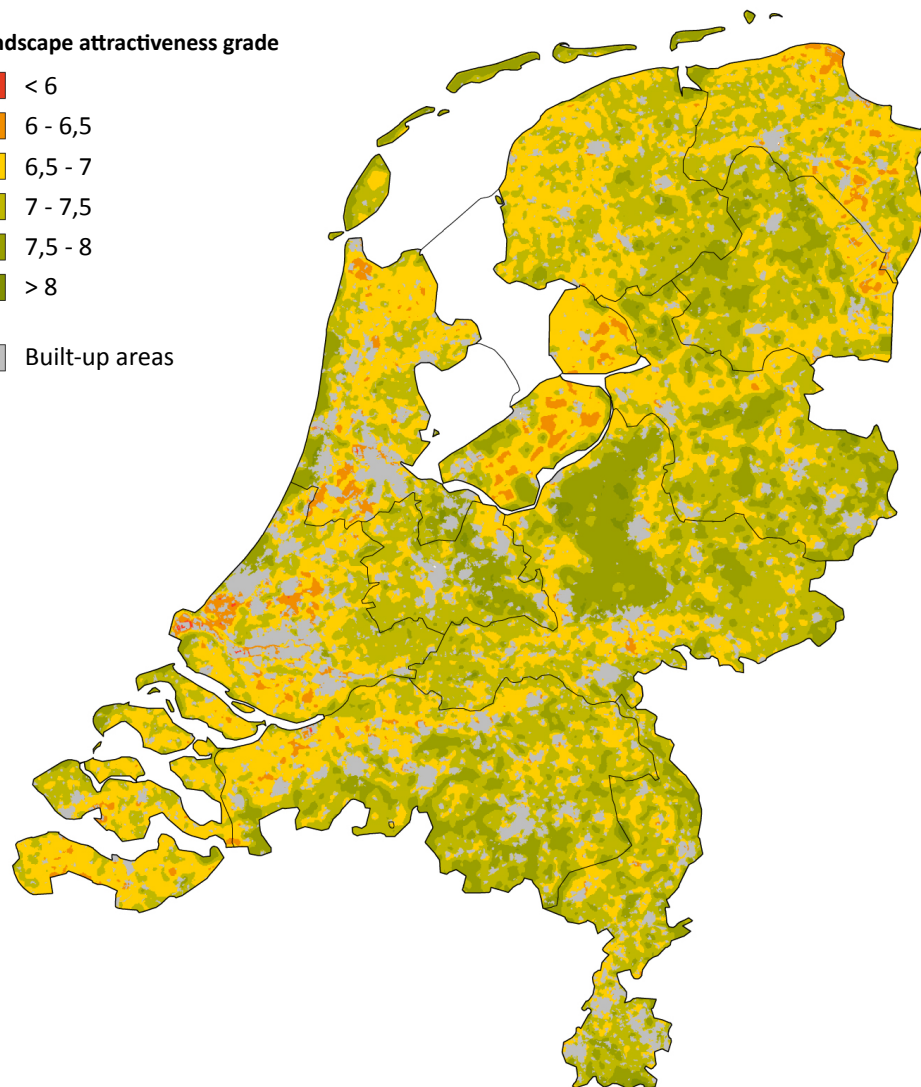 ndscape attractiveness grade
< 6
6 - 6,5
6,5 - 7
7 - 7,5
7,5 - 8
> 8
Built-up areas